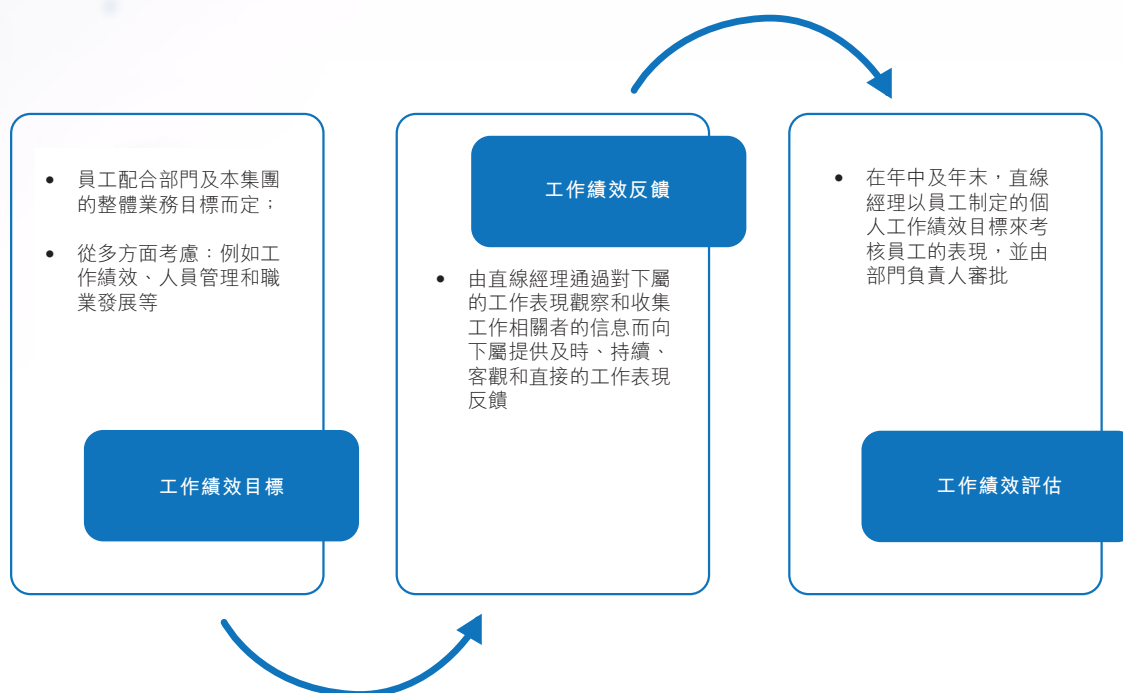 • 員工配合部門及本集團
的整體業務目標而定；
• 從多方面考慮：例如工
作績效、人員管理和職
業發展等
工作績效目標
工作績效反饋
• 由直線經理通過對下屬
的工作表現觀察和收集
工作相關者的信息而向
下屬提供及時、持續、
客觀和直接的工作表現
反饋
• 在年中及年末，直線
經理以員工制定的個
人工作績效目標來考
核員工的表現，並由
部門負責人審批
工作績效評估